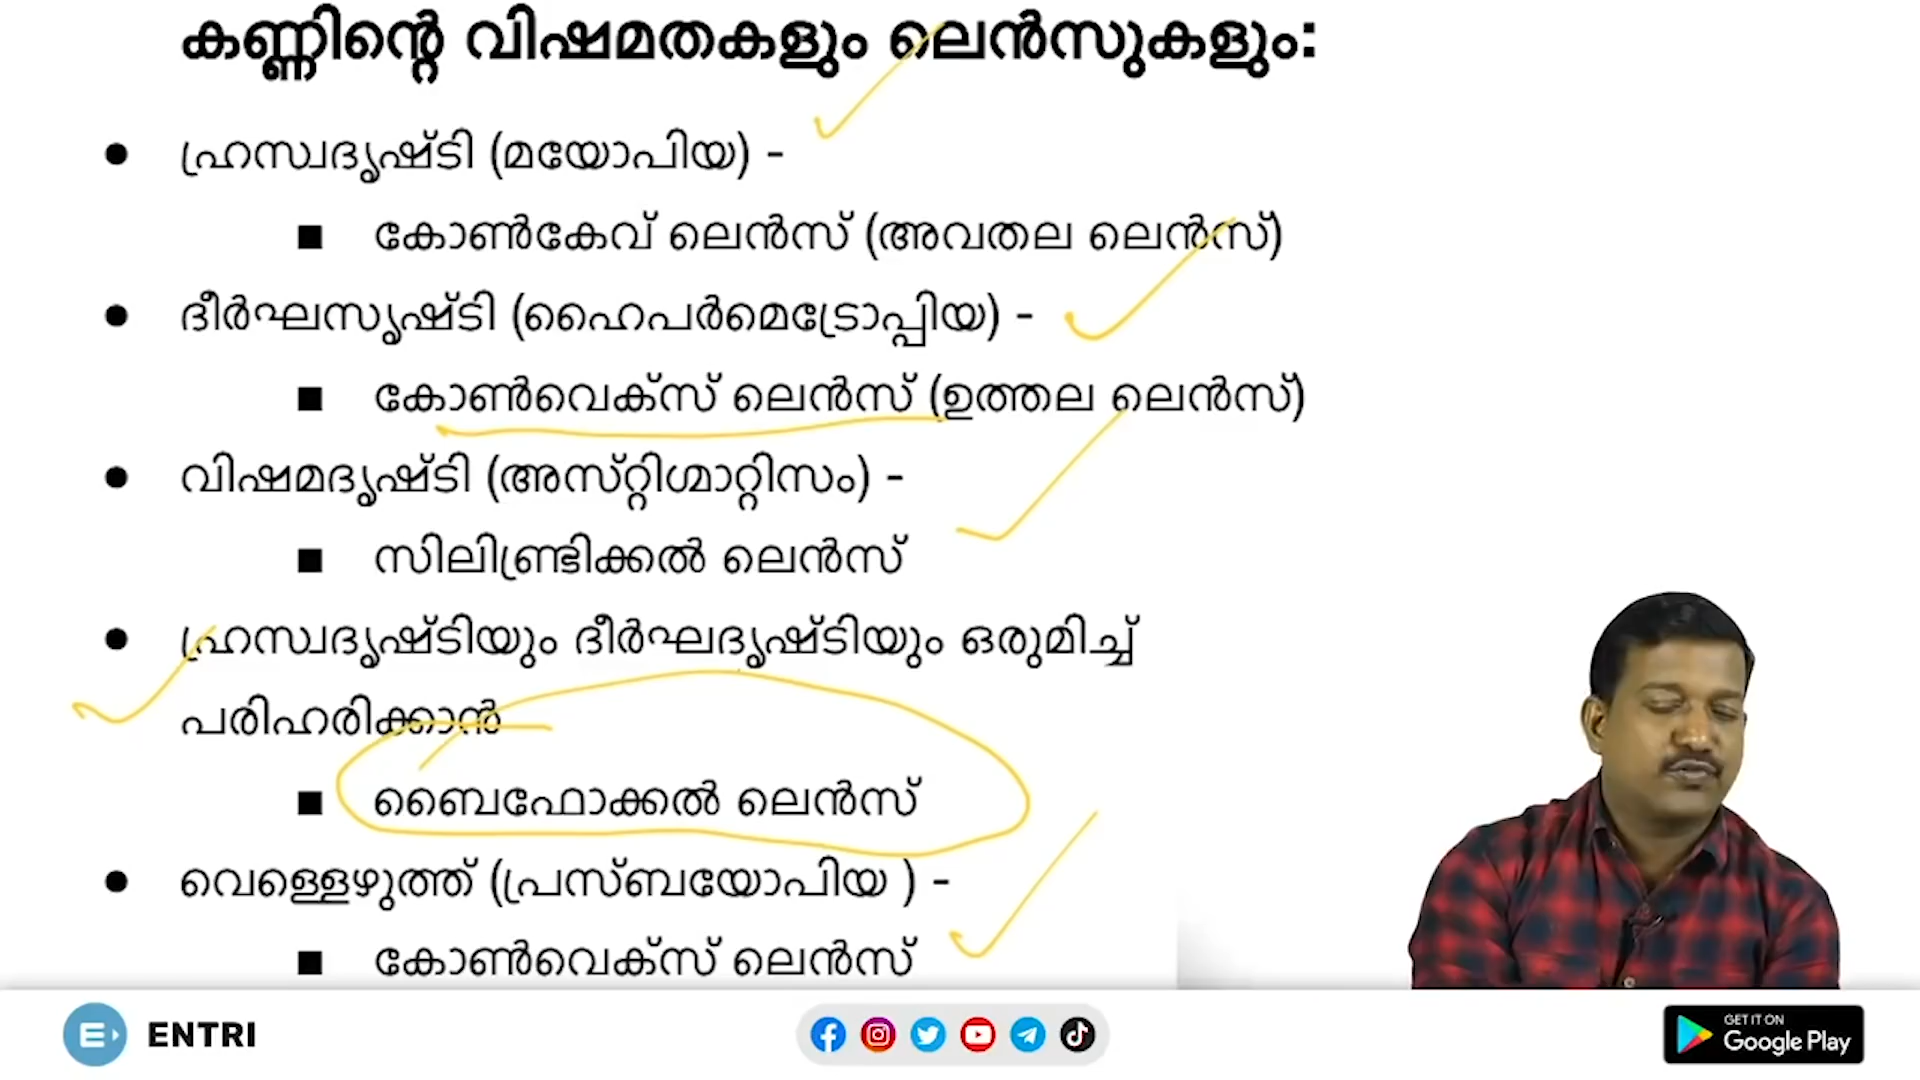 കണ്ണിന്റെ വിഷമതകളും ലെൻസുകളും:
● ഹ്രസ്വദൃഷ്ടി (മയോപിയ) -
■ കോൺകേവ് ലെൻസ് (അവതല ലെൻസ്)
● ദീർഘസൃഷ്ടി (ഹൈപർമെട്രോപ്പിയ) -
■ കോൺവെക്സ് ലെൻസ് (ഉത്തല ലെൻസ്)
● വിഷമദൃഷ്ടി (അസ്റ്റിഗ്മാറ്റിസം) -
■ സിലിണ്ട്രിക്കൽ ലെൻസ്
● ഹ്രസ്വദൃഷ്ടിയും ദീർഘദൃഷ്ടിയും ഒരുമിച്ച്
പരിഹരിക്കാൻ
■ ബൈഫോക്കൽ ലെൻസ്
● വെള്ളെഴുത്ത് (പ്രസ്ബയോപിയ ) -
■ കോൺവെക്സ് ലെൻസ്
ENTRI
GET IT ON
Google Play